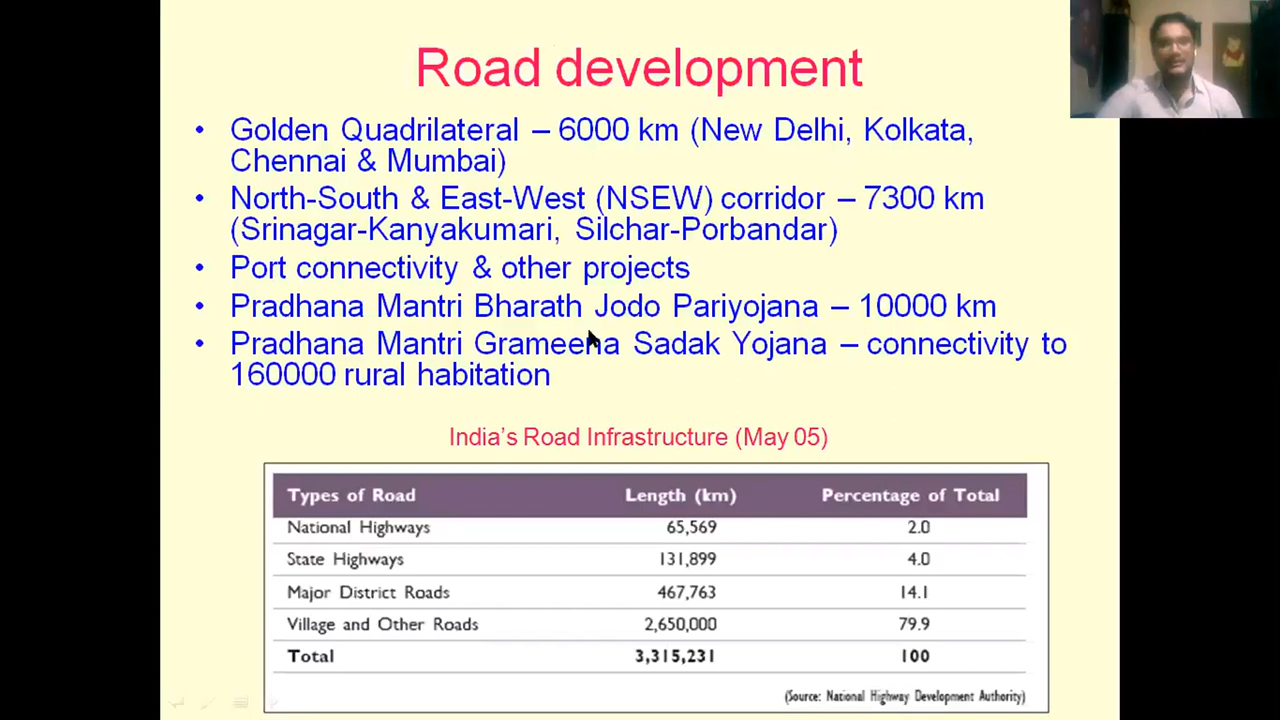 Road development
• Golden Quadrilateral – 6000 km (New Delhi, Kolkata,
Chennai & Mumbai)
• North-South & East-West (NSEW) corridor – 7300 km
(Srinagar-Kanyakumari, Silchar-Porbandar)
• Port connectivity & other projects
• Pradhana Mantri Bharath Jodo Pariyojana – 10000 km
• Pradhana Mantri Grameena Sadak Yojana – connectivity to
160000 rural habitation
India's Road Infrastructure (May 05)
Types of Road Length (km) Percentage of Total
National Highways 65,569 2.0
State Highways 131,899 4.0
Major District Roads 467,763 14.1
Village and Other Roads 2,650,000 79.9
Total 3,315,231 100
(Source: National Highway Development Authority)